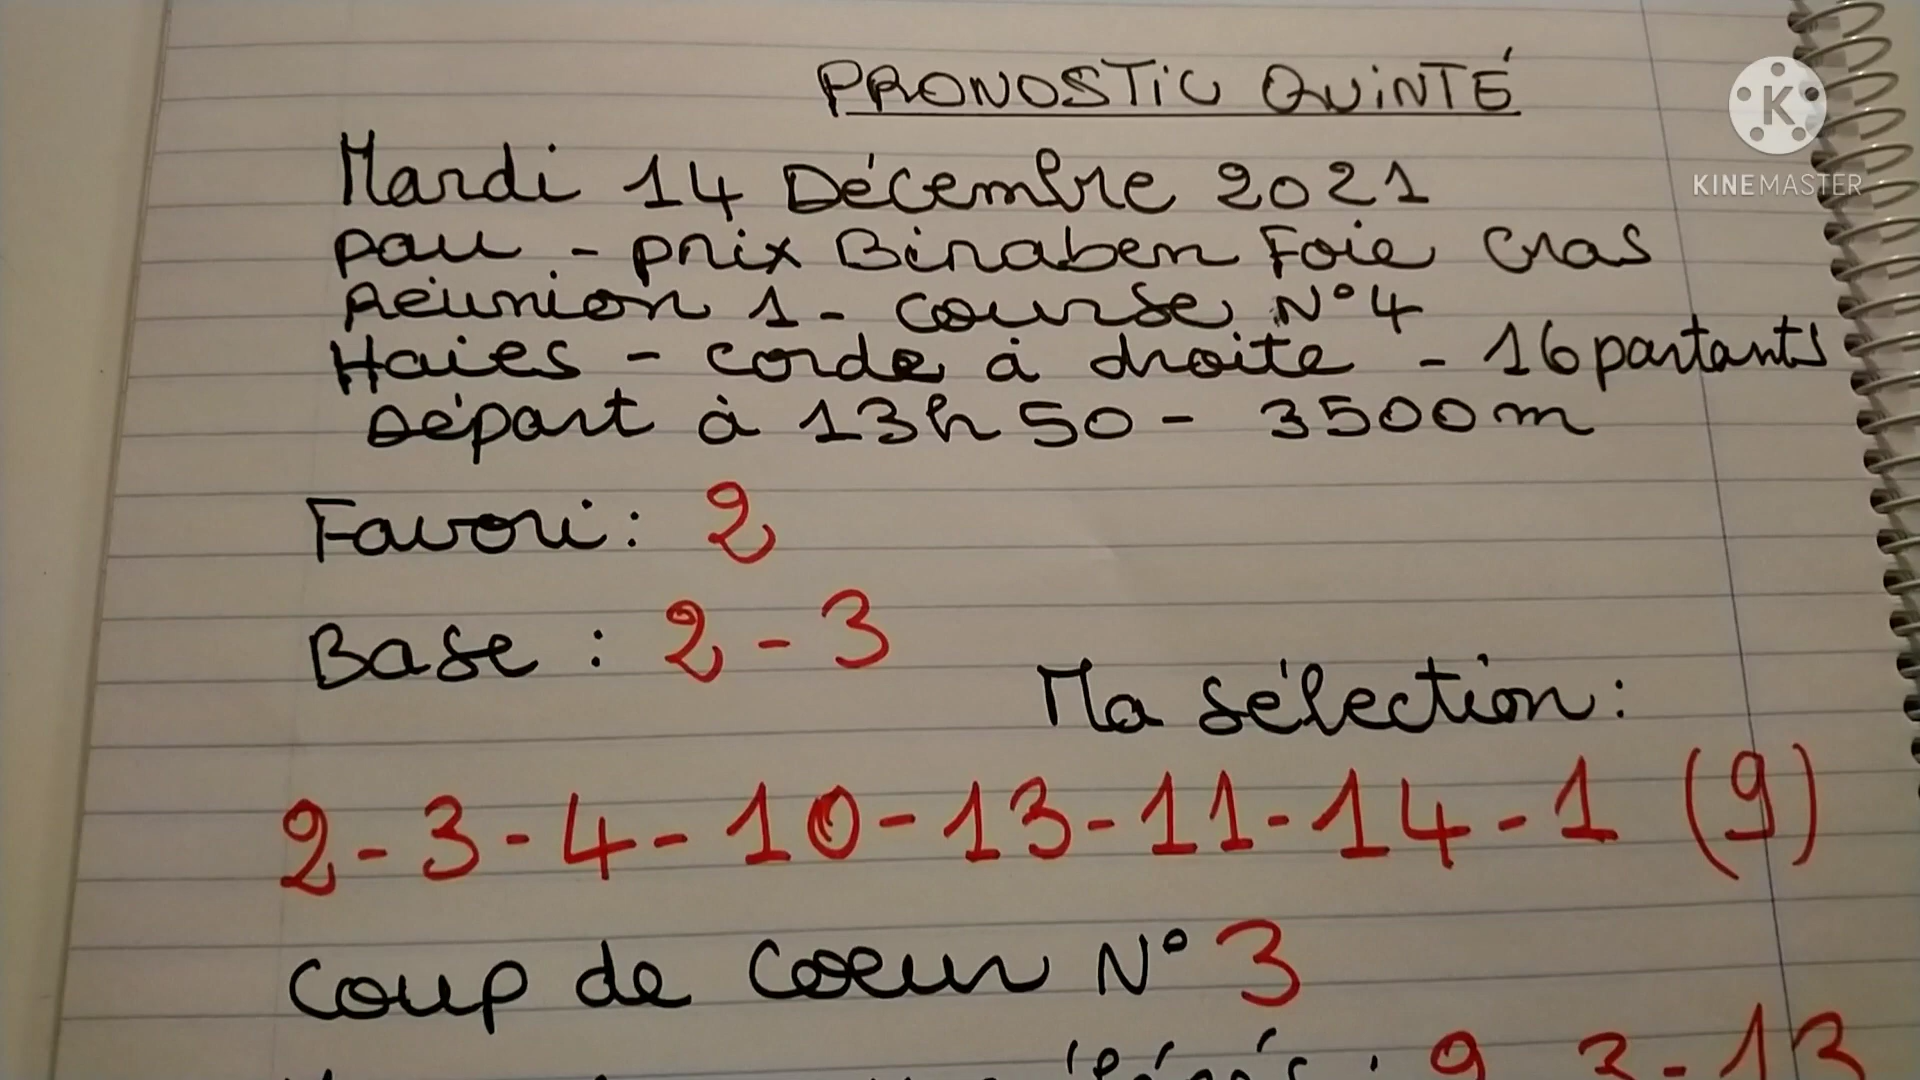 PRONOSTIC QUINTÉ
Mardi 14 Décembre 2021
pau - prix Biraben Foie Gras
Réunion 1 - course N°4
Haies - corde à droite - 16 partants
Départ à 13h50 - 3500m
Favori : 2
Base : 2 - 3
Ma sélection :
2 - 3 - 4 - 10 - 13 - 11 - 14 - 1 (9)
Coup de Coeur N° 3
K
KINEMASTER